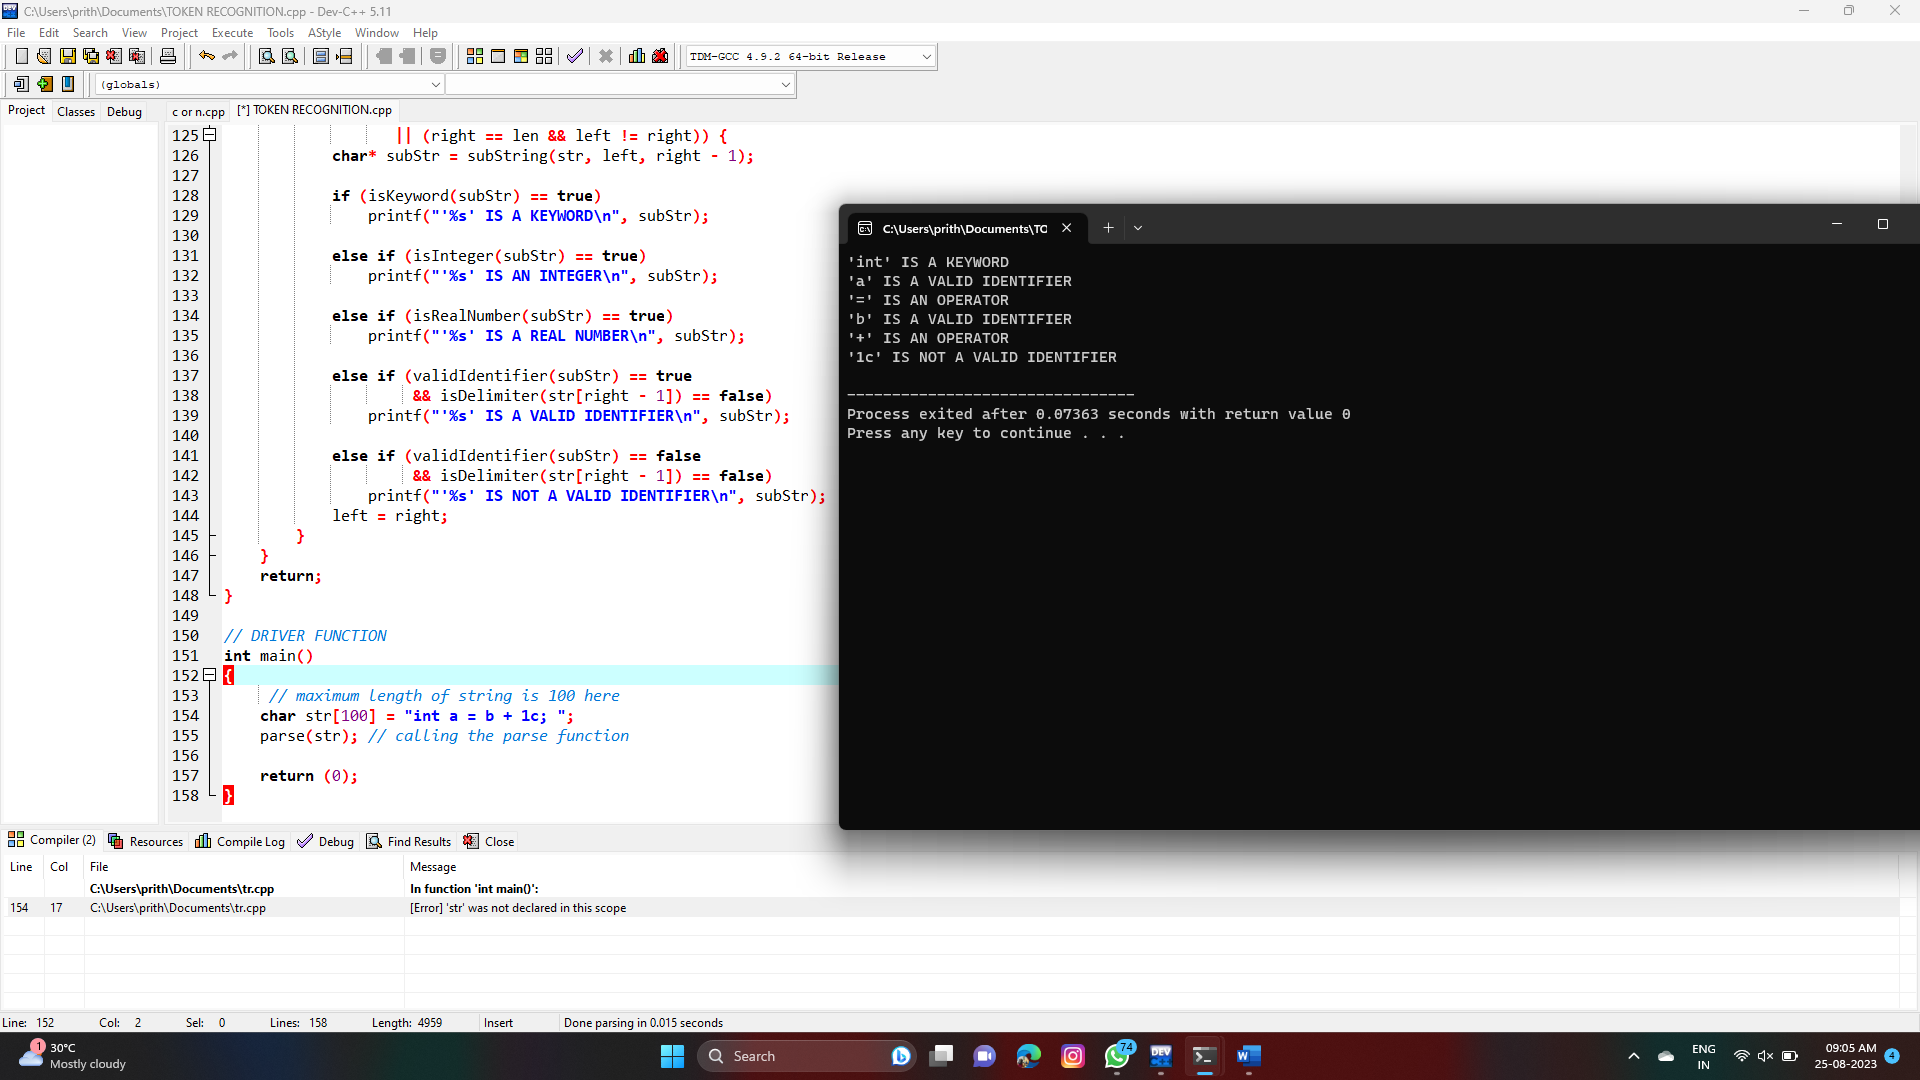 C:\Users\prith\Documents\TOKEN RECOGNITION.cpp - Dev-C++ 5.11
File Edit Search View Project Execute Tools AStyle Window Help
TDM-GCC 4.9.2 64-bit Release
(globals)
Project Classes Debug
c or n.cpp [*] TOKEN RECOGNITION.cpp
125 || (right == len && left != right)) {
126 char* subStr = subString(str, left, right - 1);
127
128 if (isKeyword(subStr) == true)
129 printf("'%s' IS A KEYWORD\n", subStr);
130
131 else if (isInteger(subStr) == true)
132 printf("'%s' IS AN INTEGER\n", subStr);
133
134 else if (isRealNumber(subStr) == true)
135 printf("'%s' IS A REAL NUMBER\n", subStr);
136
137 else if (validIdentifier(subStr) == true
138 && isDelimiter(str[right - 1]) == false)
139 printf("'%s' IS A VALID IDENTIFIER\n", subStr);
140
141 else if (validIdentifier(subStr) == false
142 && isDelimiter(str[right - 1]) == false)
143 printf("'%s' IS NOT A VALID IDENTIFIER\n", subStr);
144 left = right;
145 }
146 }
147 return;
148 }
149
150 // DRIVER FUNCTION
151 int main()
152 {
153 // maximum length of string is 100 here
154 char str[100] = "int a = b + 1c; ";
155 parse(str); // calling the parse function
156
157 return (0);
158 }
C:\Users\prith\Documents\TO
'int' IS A KEYWORD
'a' IS A VALID IDENTIFIER
'=' IS AN OPERATOR
'b' IS A VALID IDENTIFIER
'+' IS AN OPERATOR
'1c' IS NOT A VALID IDENTIFIER
--------------------------------
Process exited after 0.07363 seconds with return value 0
Press any key to continue . . .
Compiler (2) Resources Compile Log Debug Find Results Close
Line Col File Message
C:\Users\prith\Documents\tr.cpp In function 'int main()':
154 17 C:\Users\prith\Documents\tr.cpp [Error] 'str' was not declared in this scope
Line: 152 Col: 2 Sel: 0 Lines: 158 Length: 4959 Insert Done parsing in 0.015 seconds
1
30°C
Mostly cloudy
Search
74
DEV
W
ENG
IN
09:05 AM
25-08-2023
4